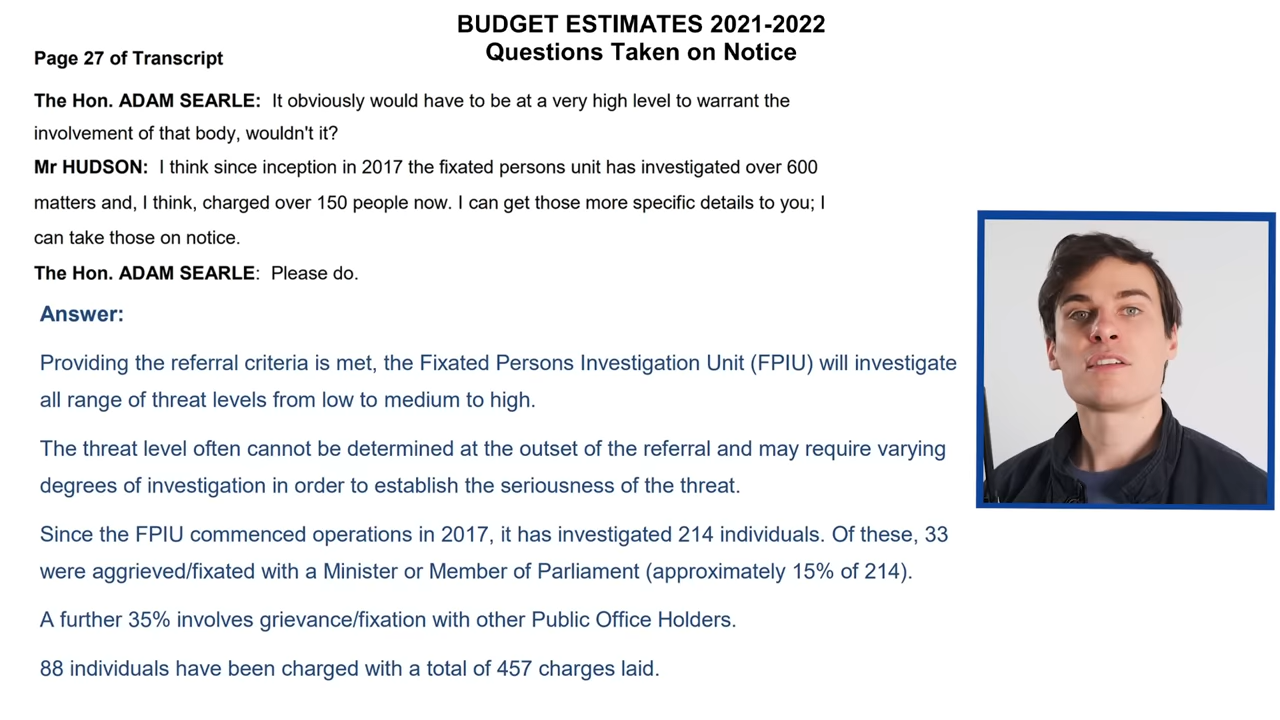 BUDGET ESTIMATES 2021-2022
Questions Taken on Notice
Page 27 of Transcript
The Hon. ADAM SEARLE: It obviously would have to be at a very high level to warrant the
involvement of that body, wouldn't it?
Mr HUDSON: I think since inception in 2017 the fixated persons unit has investigated over 600
matters and, I think, charged over 150 people now. I can get those more specific details to you; I
can take those on notice.
The Hon. ADAM SEARLE: Please do.
Answer:
Providing the referral criteria is met, the Fixated Persons Investigation Unit (FPIU) will investigate
all range of threat levels from low to medium to high.
The threat level often cannot be determined at the outset of the referral and may require varying
degrees of investigation in order to establish the seriousness of the threat.
Since the FPIU commenced operations in 2017, it has investigated 214 individuals. Of these, 33
were aggrieved/fixated with a Minister or Member of Parliament (approximately 15% of 214).
A further 35% involves grievance/fixation with other Public Office Holders.
88 individuals have been charged with a total of 457 charges laid.